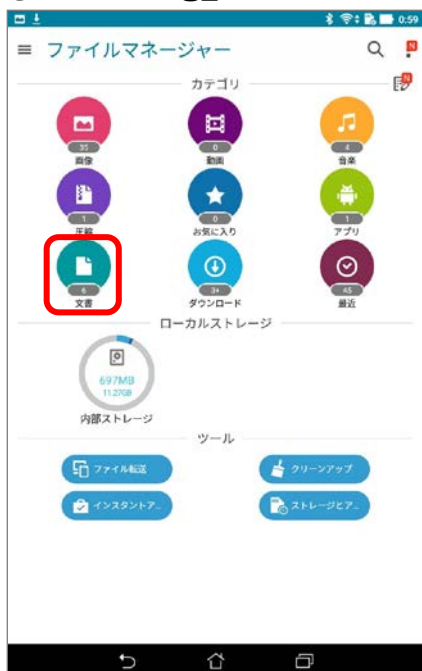 0:59
ファイルマネージャー
N
カテゴリ
N
35
0
4
画像
動画
音楽
1
0
1
圧縮
お気に入り
アプリ
6
3+
45
文書
ダウンロード
最近
ローカルストレージ
697MB
11.27GB
内部ストレージ
ツール
ファイル転送
クリーンアップ
インスタントア...
ストレージとア...